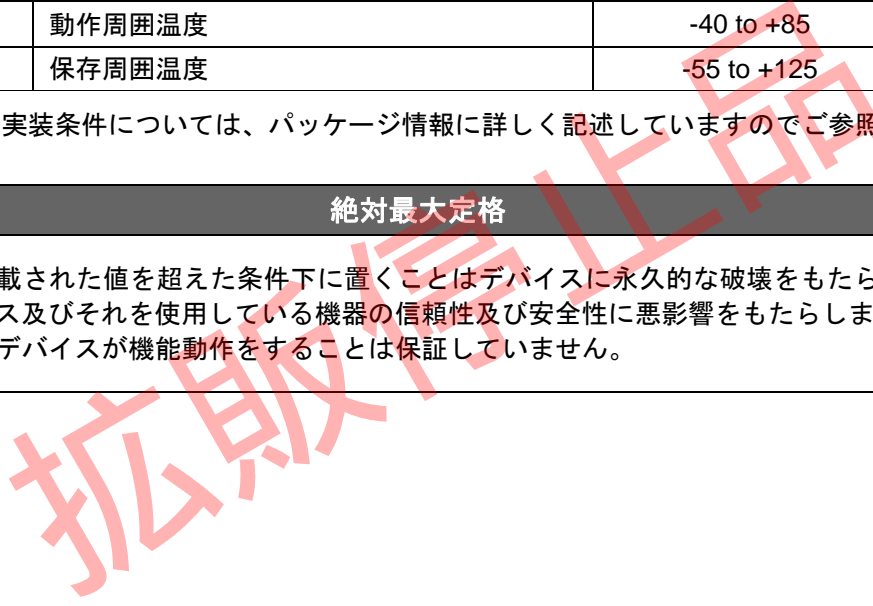 動作周囲温度 -40 to +85
保存周囲温度 -55 to +125
実装条件については、パッケージ情報に詳しく記述していますのでご参照
絶対最大定格
載された値を超えた条件下に置くことはデバイスに永久的な破壊をもたら
ス及びそれを使用している機器の信頼性及び安全性に悪影響をもたらしま
デバイスが機能動作をすることは保証していません。
拡販停止品